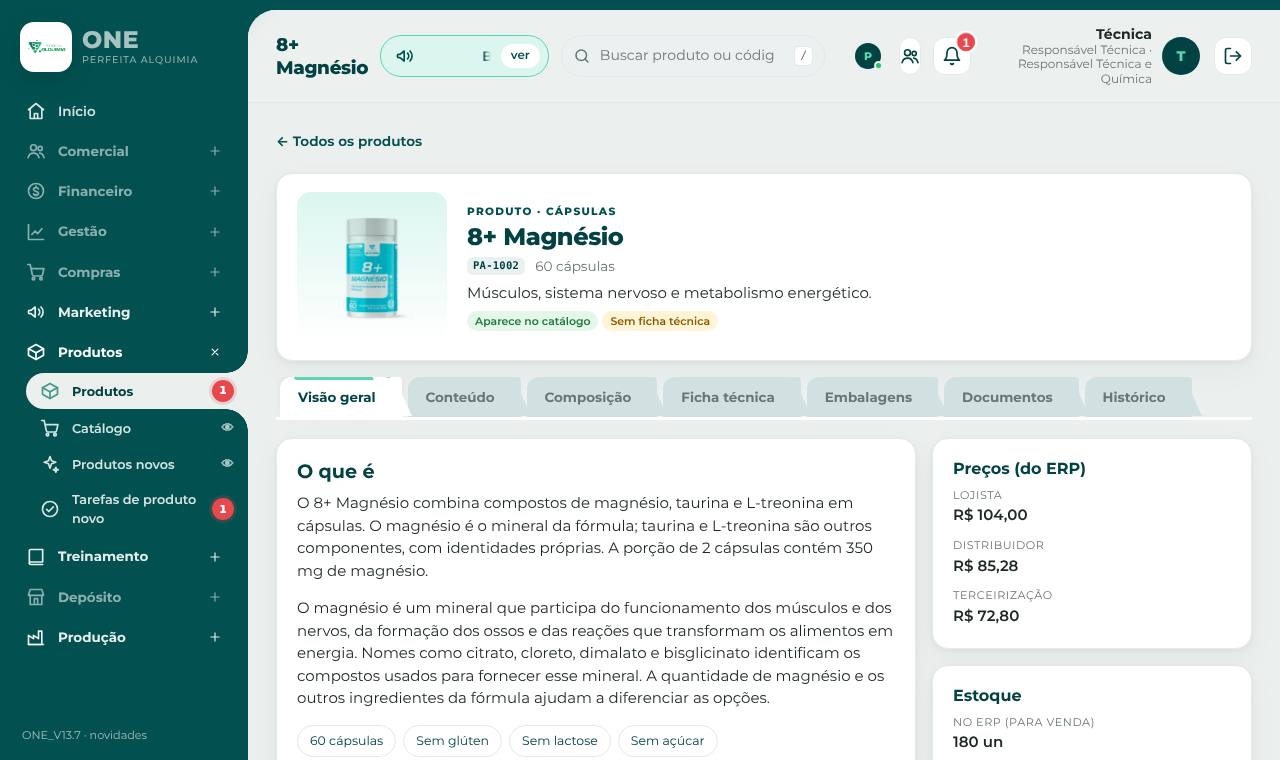 ONE
PERFEITA ALQUIMIA
Início
Comercial
Financeiro
Gestão
Compras
Marketing
Produtos
Produtos 1
Catálogo
Produtos novos
Tarefas de produto
novo
1
Treinamento
Depósito
Produção
ONE_V13.7 · novidades
8+
Magnésio
E ver
Buscar produto ou códig /
P
1
Técnica
Responsável Técnica ·
Responsável Técnica e
Química
T
← Todos os produtos
8+
MAGNÉSIO
60
PRODUTO · CÁPSULAS
8+ Magnésio
PA-1002 60 cápsulas
Músculos, sistema nervoso e metabolismo energético.
Aparece no catálogo Sem ficha técnica
Visão geral Conteúdo Composição Ficha técnica Embalagens Documentos Histórico
O que é
O 8+ Magnésio combina compostos de magnésio, taurina e L-treonina em
cápsulas. O magnésio é o mineral da fórmula; taurina e L-treonina são outros
componentes, com identidades próprias. A porção de 2 cápsulas contém 350
mg de magnésio.
O magnésio é um mineral que participa do funcionamento dos músculos e dos
nervos, da formação dos ossos e das reações que transformam os alimentos em
energia. Nomes como citrato, cloreto, dimalato e bisglicinato identificam os
compostos usados para fornecer esse mineral. A quantidade de magnésio e os
outros ingredientes da fórmula ajudam a diferenciar as opções.
60 cápsulas Sem glúten Sem lactose Sem açúcar
Preços (do ERP)
LOJISTA
R$ 104,00
DISTRIBUIDOR
R$ 85,28
TERCEIRIZAÇÃO
R$ 72,80
Estoque
NO ERP (PARA VENDA)
180 un